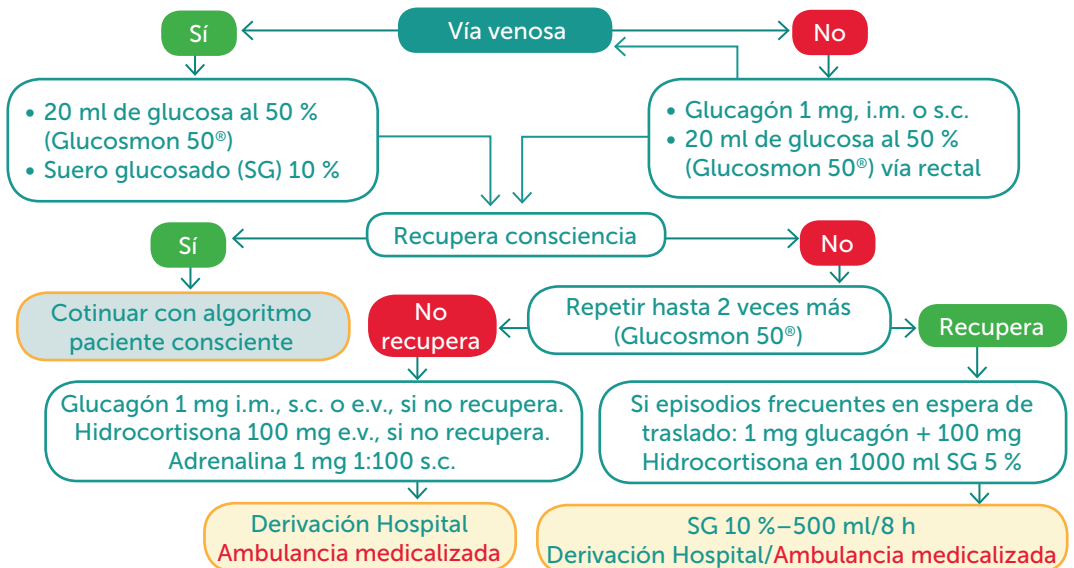 Vía venosa
Sí
No
• 20 ml de glucosa al 50 %
(Glucosmon 50®)
• Suero glucosado (SG) 10 %
• Glucagón 1 mg, i.m. o s.c.
• 20 ml de glucosa al 50 %
(Glucosmon 50®) vía rectal
Recupera consciencia
Sí
No
Cotinuar con algoritmo
paciente consciente
Repetir hasta 2 veces más
(Glucosmon 50®)
No
recupera
Recupera
Glucagón 1 mg i.m., s.c. o e.v., si no recupera.
Hidrocortisona 100 mg e.v., si no recupera.
Adrenalina 1 mg 1:100 s.c.
Si episodios frecuentes en espera de
traslado: 1 mg glucagón + 100 mg
Hidrocortisona en 1000 ml SG 5 %
Derivación Hospital
Ambulancia medicalizada
SG 10 %–500 ml/8 h
Derivación Hospital/Ambulancia medicalizada